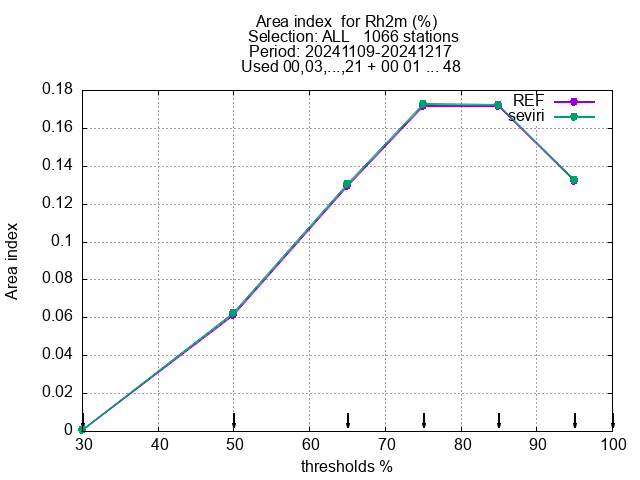 Area index  for Rh2m (%)
Selection: ALL   1066 stations
Period: 20241109-20241217
Used 00,03,...,21 + 00 01 ... 48
REF
seviri
0.18
0.16
0.14
0.12
0.1
0.08
0.06
0.04
0.02
0
Area index
30 40 50 60 70 80 90 100
thresholds %